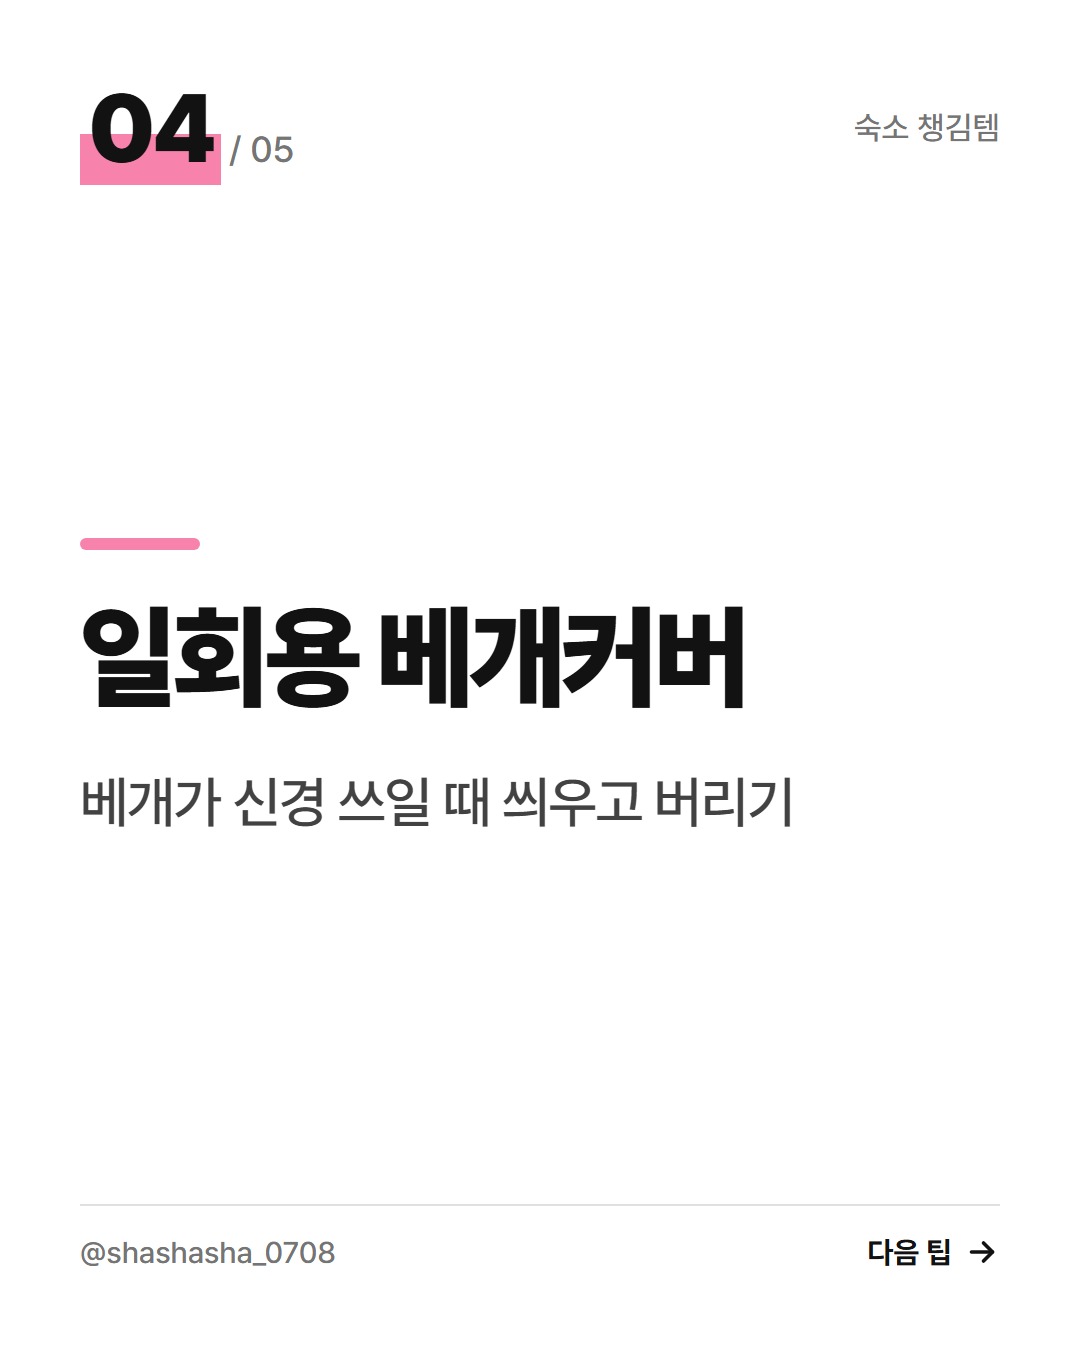 04 / 05
숙소 챙김템
일회용 베개커버
베개가 신경 쓰일 때 씌우고 버리기
@shashasha_0708
다음 팁 →